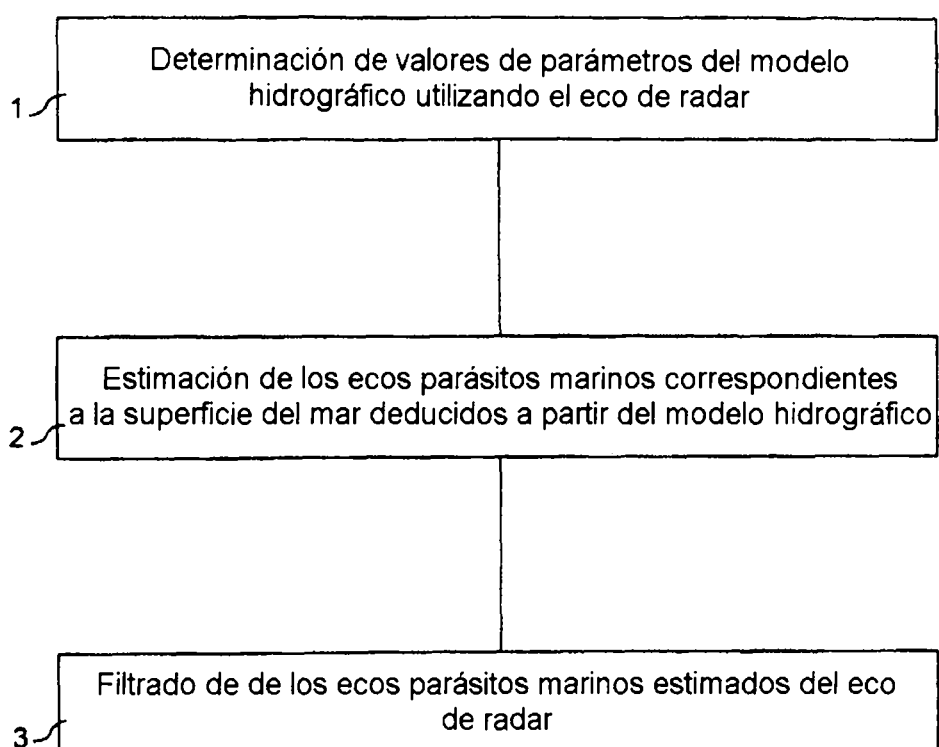 Determinación de valores de parámetros del modelo
hidrográfico utilizando el eco de radar
1
Estimación de los ecos parásitos marinos correspondientes
a la superficie del mar deducidos a partir del modelo hidrográfico
2
Filtrado de de los ecos parásitos marinos estimados del eco
de radar
3